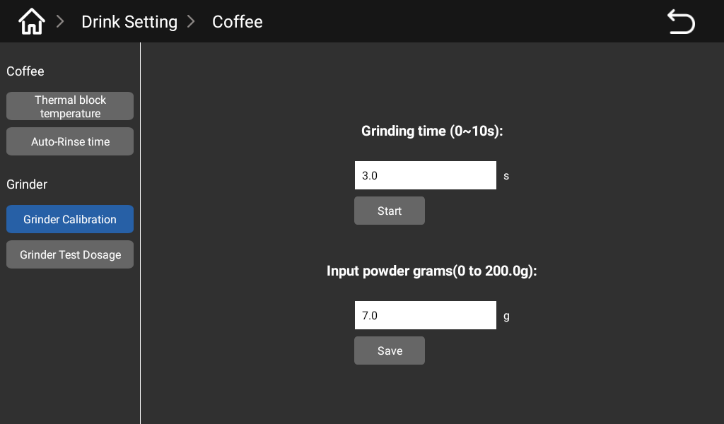 Drink Setting > Coffee
Coffee
Thermal block
temperature
Auto-Rinse time
Grinder
Grinder Calibration
Grinder Test Dosage
Grinding time (0~10s):
3.0 s
Start
Input powder grams(0 to 200.0g):
7.0 g
Save